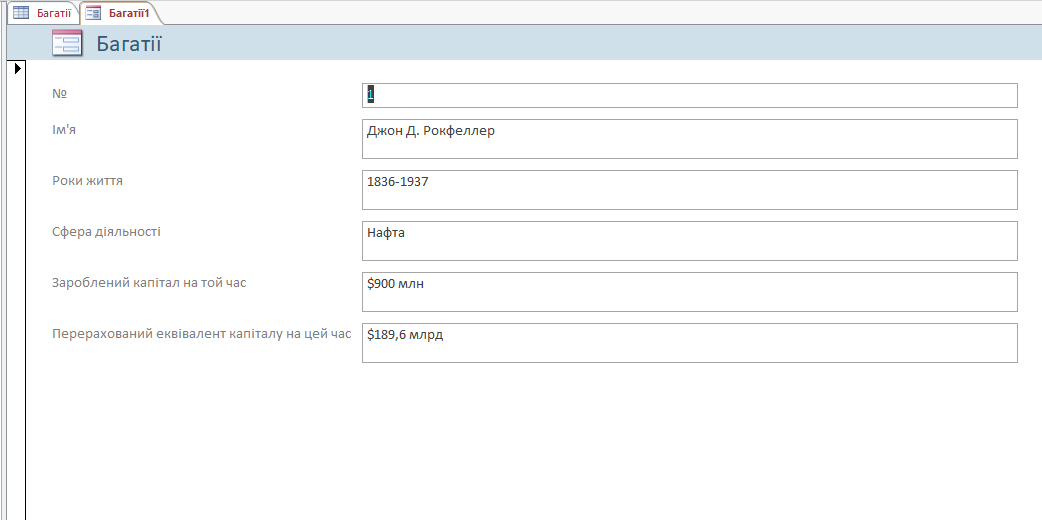 Багатії
Багатії1
Багатії
№
1
Ім'я
Джон Д. Рокфеллер
Роки життя
1836-1937
Сфера діяльності
Нафта
Зароблений капітал на той час
$900 млн
Перерахований еквівалент капіталу на цей час
$189,6 млрд